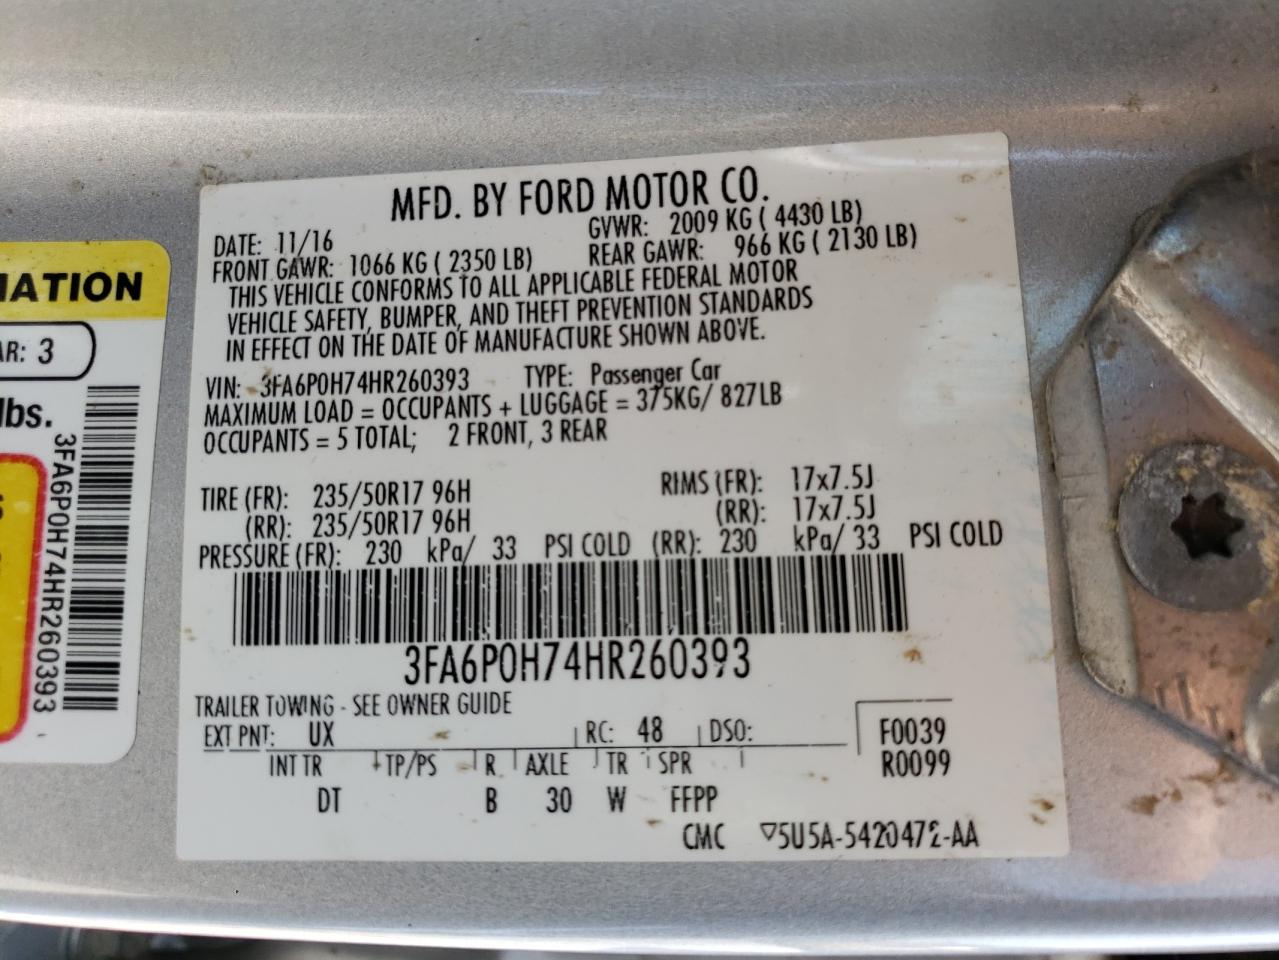 MFD. BY FORD MOTOR CO.
DATE: 11/16 GVWR: 2009 KG ( 4430 LB)
FRONT GAWR: 1066 KG ( 2350 LB) REAR GAWR: 966 KG ( 2130 LB)
THIS VEHICLE CONFORMS TO ALL APPLICABLE FEDERAL MOTOR
VEHICLE SAFETY, BUMPER, AND THEFT PREVENTION STANDARDS
IN EFFECT ON THE DATE OF MANUFACTURE SHOWN ABOVE.
VIN: 3FA6P0H74HR260393 TYPE: Passenger Car
MAXIMUM LOAD = OCCUPANTS + LUGGAGE = 375KG/ 827LB
OCCUPANTS = 5 TOTAL; 2 FRONT, 3 REAR
TIRE (FR): 235/50R17 96H RIMS (FR): 17x7.5J
(RR): 235/50R17 96H (RR): 17x7.5J
PRESSURE (FR): 230 kPa/ 33 PSI COLD (RR): 230 kPa/ 33 PSI COLD
3FA6P0H74HR260393
TRAILER TOWING - SEE OWNER GUIDE
EXT PNT: UX RC: 48 DSO: F0039
INT TR TP/PS R AXLE TR SPR R0099
DT B 30 W FFPP
CMC ▽5U5A-5420472-AA
MATION
AR: 3
lbs.
3FA6P0H74HR260393